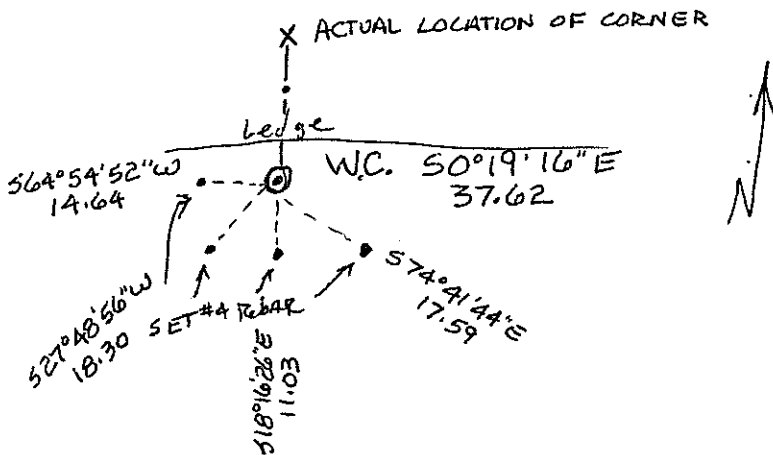 X ACTUAL LOCATION OF CORNER
Ledge
W.C. S0°19'16"E
37.62
S64°54'52"W
14.64
S27°48'56"W
18.30
SET #4 RebAR
S18°16'26"E
11.03
S74°41'44"E
17.59
N